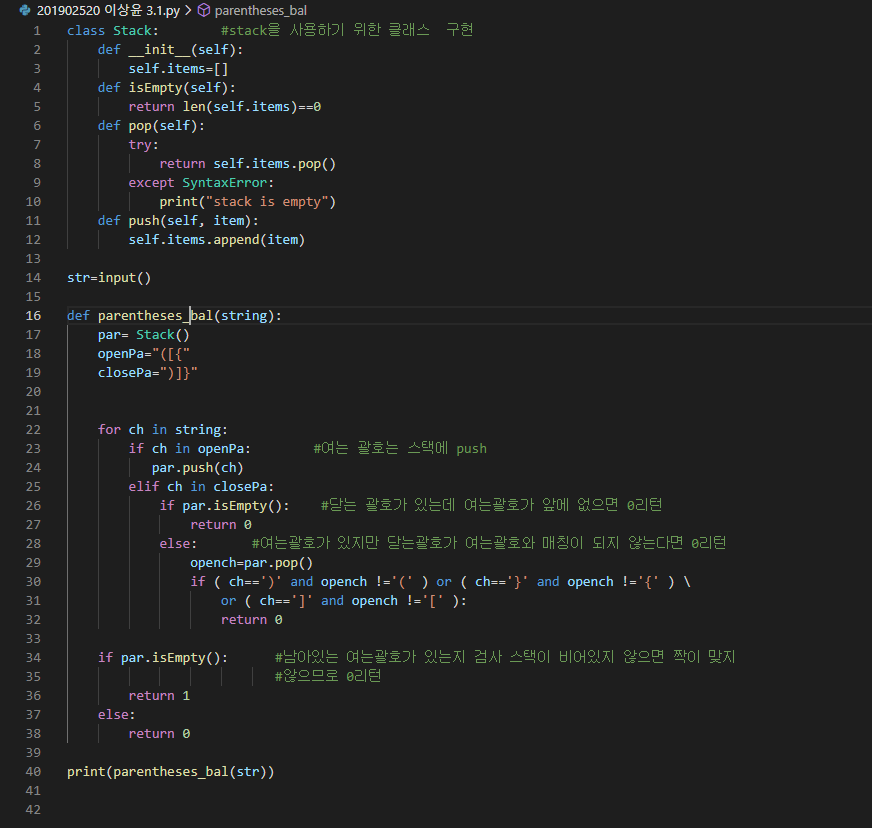 201902520 이상윤 3.1.py > parentheses_bal
1 class Stack:        #stack을 사용하기 위한 클래스  구현
2     def __init__(self):
3         self.items=[]
4     def isEmpty(self):
5         return len(self.items)==0
6     def pop(self):
7         try:
8             return self.items.pop()
9         except SyntaxError:
10             print("stack is empty")
11     def push(self, item):
12         self.items.append(item)
13
14 str=input()
15
16 def parentheses_bal(string):
17     par= Stack()
18     openPa="([{"
19     closePa=")]}"
20
21
22     for ch in string:
23         if ch in openPa:        #여는 괄호는 스택에 push
24            par.push(ch)
25         elif ch in closePa:
26             if par.isEmpty():    #닫는 괄호가 있는데 여는괄호가 앞에 없으면 0리턴
27                 return 0
28             else:       #여는괄호가 있지만 닫는괄호가 여는괄호와 매칭이 되지 않는다면 0리턴
29                 opench=par.pop()
30                 if ( ch==')' and opench !='(' ) or ( ch=='}' and opench !='{' ) \
31                     or ( ch==']' and opench !='[' ):
32                     return 0
33
34     if par.isEmpty():      #남아있는 여는괄호가 있는지 검사 스택이 비어있지 않으면 짝이 맞지
35                            #않으므로 0리턴
36         return 1
37     else:
38         return 0
39
40 print(parentheses_bal(str))
41
42